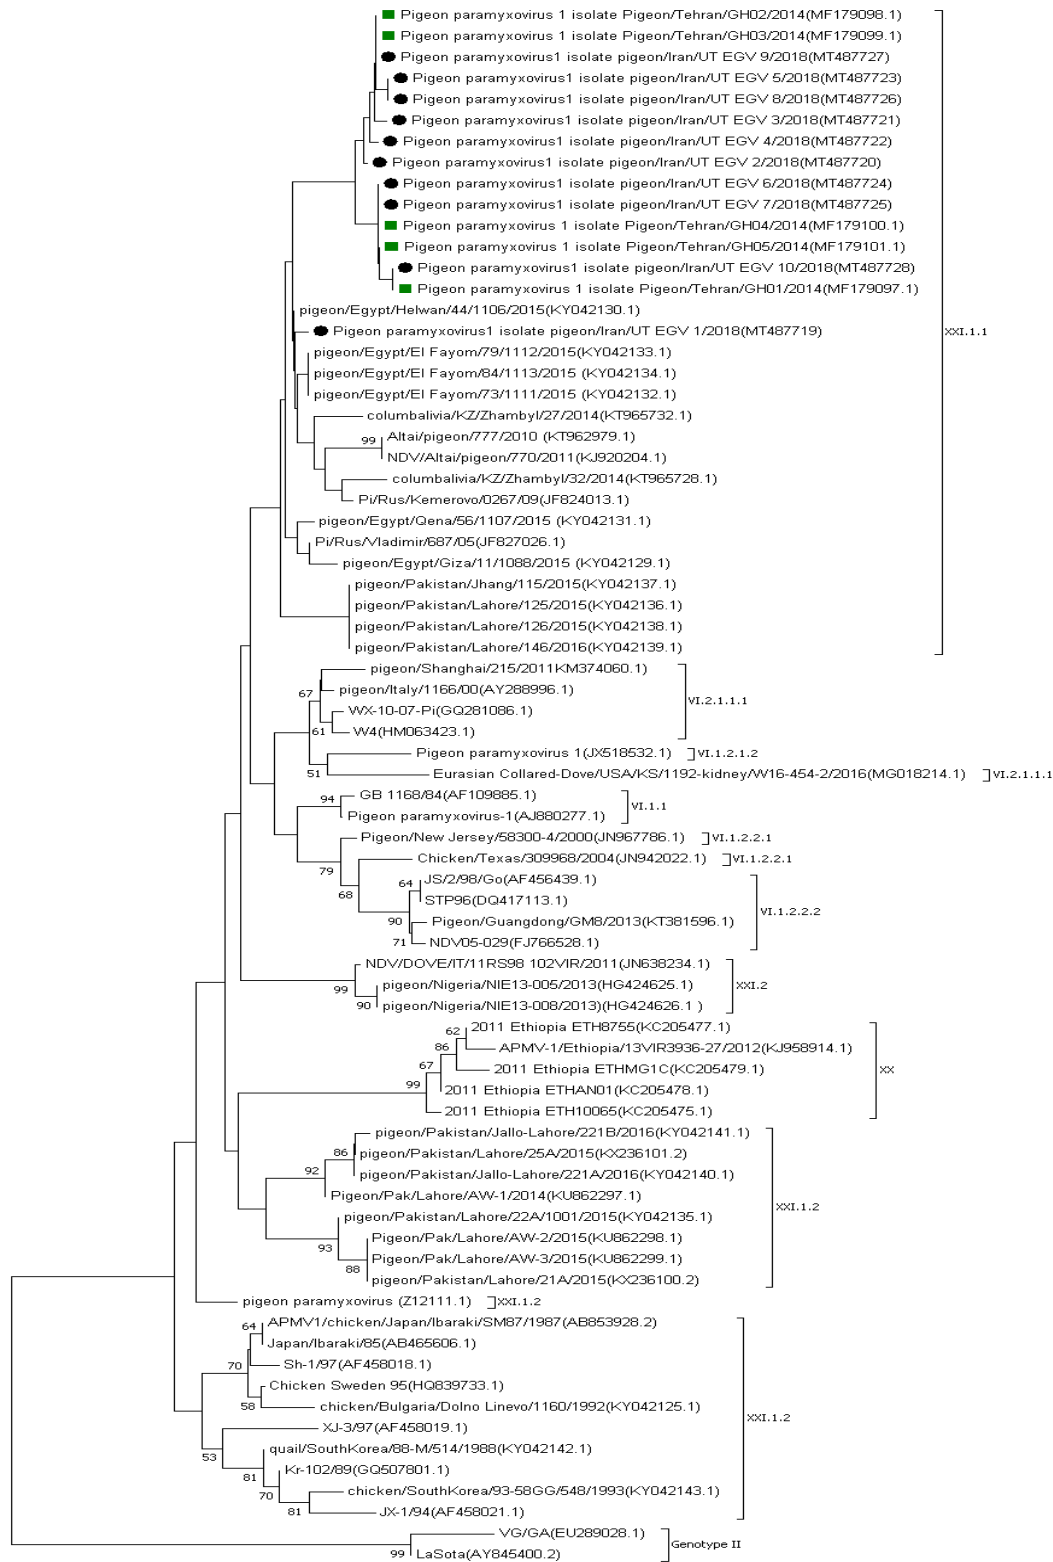 Pigeon paramyxovirus 1 isolate Pigeon/Tehran/GH02/2014(MF179098.1)
Pigeon paramyxovirus 1 isolate Pigeon/Tehran/GH03/2014(MF179099.1)
Pigeon paramyxovirus1 isolate pigeon/Iran/UT EGV 9/2018(MT487727)
Pigeon paramyxovirus1 isolate pigeon/Iran/UT EGV 5/2018(MT487723)
Pigeon paramyxovirus1 isolate pigeon/Iran/UT EGV 8/2018(MT487726)
Pigeon paramyxovirus1 isolate pigeon/Iran/UT EGV 3/2018(MT487721)
Pigeon paramyxovirus1 isolate pigeon/Iran/UT EGV 4/2018(MT487722)
Pigeon paramyxovirus1 isolate pigeon/Iran/UT EGV 2/2018(MT487720)
Pigeon paramyxovirus1 isolate pigeon/Iran/UT EGV 6/2018(MT487724)
Pigeon paramyxovirus1 isolate pigeon/Iran/UT EGV 7/2018(MT487725)
Pigeon paramyxovirus 1 isolate Pigeon/Tehran/GH04/2014(MF179100.1)
Pigeon paramyxovirus 1 isolate Pigeon/Tehran/GH05/2014(MF179101.1)
Pigeon paramyxovirus1 isolate pigeon/Iran/UT EGV 10/2018(MT487728)
Pigeon paramyxovirus 1 isolate Pigeon/Tehran/GH01/2014(MF179097.1)
pigeon/Egypt/Helwan/44/1106/2015(KY042130.1)
Pigeon paramyxovirus1 isolate pigeon/Iran/UT EGV 1/2018(MT487719)
XXI.1.1
pigeon/Egypt/El Fayom/79/1112/2015(KY042133.1)
pigeon/Egypt/El Fayom/84/1113/2015 (KY042134.1)
pigeon/Egypt/El Fayom/73/1111/2015 (KY042132.1)
columbalivia/KZ/Zhambyl/27/2014(KT965732.1)
99
Altai/pigeon/777/2010 (KT962979.1)
NDV/Altai/pigeon/770/2011(KJ920204.1)
columbalivia/KZ/Zhambyl/32/2014(KT965728.1)
Pi/Rus/Kemerovo/0267/09(JF824013.1)
pigeon/Egypt/Qena/56/1107/2015 (KY042131.1)
Pi/Rus/Vladimir/687/05(JF827026.1)
pigeon/Egypt/Giza/11/1088/2015 (KY042129.1)
pigeon/Pakistan/Jhang/115/2015(KY042137.1)
pigeon/Pakistan/Lahore/125/2015(KY042136.1)
pigeon/Pakistan/Lahore/126/2015(KY042138.1)
pigeon/Pakistan/Lahore/146/2016(KY042139.1)
pigeon/Shanghai/215/2011KM374060.1)
67
pigeon/Italy/1166/00(AY288996.1)
VI.2.1.1.1
WX-10-07-Pi(GQ281086.1)
61
W4(HM063423.1)
Pigeon paramyxovirus 1(JX518532.1)
VI.1.2.1.2
51
Eurasian Collared-Dove/USA/KS/1192-kidney/W16-454-2/2016(MG018214.1)
VI.2.1.1.1
94
GB 1168/84(AF109885.1)
VI.1.1
Pigeon paramyxovirus-1(AJ880277.1)
Pigeon/New Jersey/58300-4/2000(JN967786.1)
VI.1.2.2.1
79
Chicken/Texas/309968/2004(JN942022.1)
VI.1.2.2.1
68
64
JS/2/98/Go(AF456439.1)
STP96(DQ417113.1)
90
VI.1.2.2.2
Pigeon/Guangdong/GM8/2013(KT381596.1)
71
NDV05-029(FJ766528.1)
NDV/DOVE/IT/11RS98 102VIR/2011(JN638234.1)
99
pigeon/Nigeria/NIE13-005/2013(HG424625.1)
XXI.2
90
pigeon/Nigeria/NIE13-008/2013)(HG424626.1 )
62
2011 Ethiopia ETH8755(KC205477.1)
86
APMV-1/Ethiopia/13VIR3936-27/2012(KJ958914.1)
67
2011 Ethiopia ETHMG1C(KC205479.1)
XX
99
2011 Ethiopia ETHAN01(KC205478.1)
2011 Ethiopia ETH10065(KC205475.1)
pigeon/Pakistan/Jallo-Lahore/221B/2016(KY042141.1)
86
pigeon/Pakistan/Lahore/25A/2015(KX236101.2)
92
pigeon/Pakistan/Jallo-Lahore/221A/2016(KY042140.1)
Pigeon/Pak/Lahore/AW-1/2014(KU862297.1)
XXI.1.2
pigeon/Pakistan/Lahore/22A/1001/2015(KY042135.1)
93
Pigeon/Pak/Lahore/AW-2/2015(KU862298.1)
Pigeon/Pak/Lahore/AW-3/2015(KU862299.1)
88
pigeon/Pakistan/Lahore/21A/2015(KX236100.2)
pigeon paramyxovirus (Z12111.1)
XXI.1.2
64
APMV1/chicken/Japan/Ibaraki/SM87/1987(AB853928.2)
Japan/Ibaraki/85(AB465606.1)
70
Sh-1/97(AF458018.1)
Chicken Sweden 95(HQ839733.1)
58
chicken/Bulgaria/Dolno Linevo/1160/1992(KY042125.1)
XXI.1.2
XJ-3/97(AF458019.1)
53
quail/SouthKorea/88-M/514/1988(KY042142.1)
81
Kr-102/89(GQ507801.1)
70
chicken/SouthKorea/93-58GG/548/1993(KY042143.1)
81
JX-1/94(AF458021.1)
VG/GA(EU289028.1)
Genotype II
99
LaSota(AY845400.2)